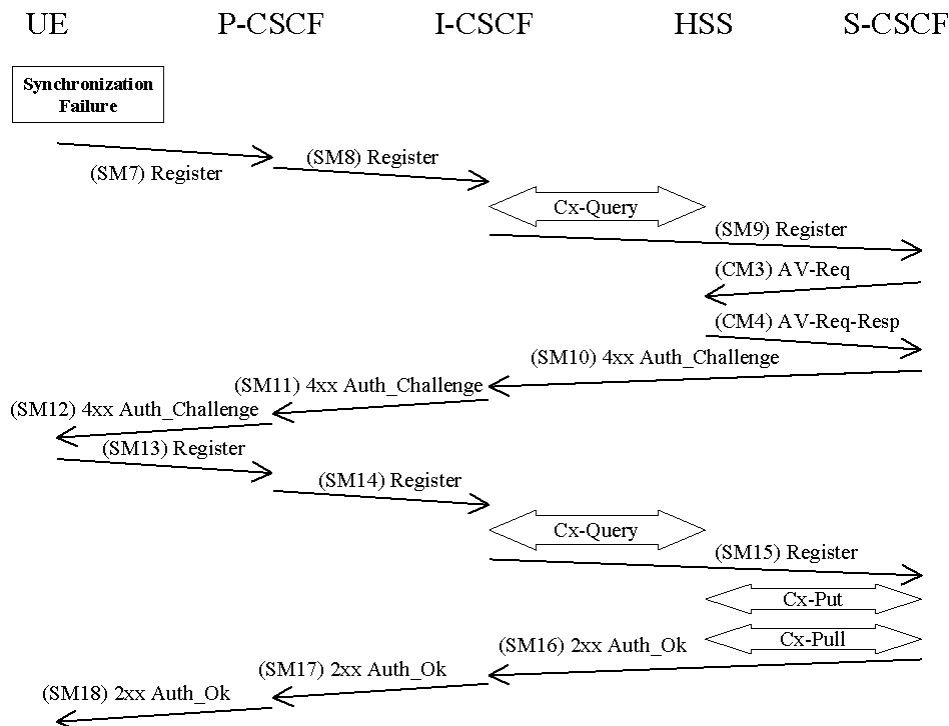 UE P-CSCF I-CSCF HSS S-CSCF
Synchronization
Failure
(SM7) Register
(SM8) Register
Cx-Query
(SM9) Register
(CM3) AV-Req
(CM4) AV-Req-Resp
(SM10) 4xx Auth_Challenge
(SM11) 4xx Auth_Challenge
(SM12) 4xx Auth_Challenge
(SM13) Register
(SM14) Register
Cx-Query
(SM15) Register
Cx-Put
Cx-Pull
(SM16) 2xx Auth_Ok
(SM17) 2xx Auth_Ok
(SM18) 2xx Auth_Ok